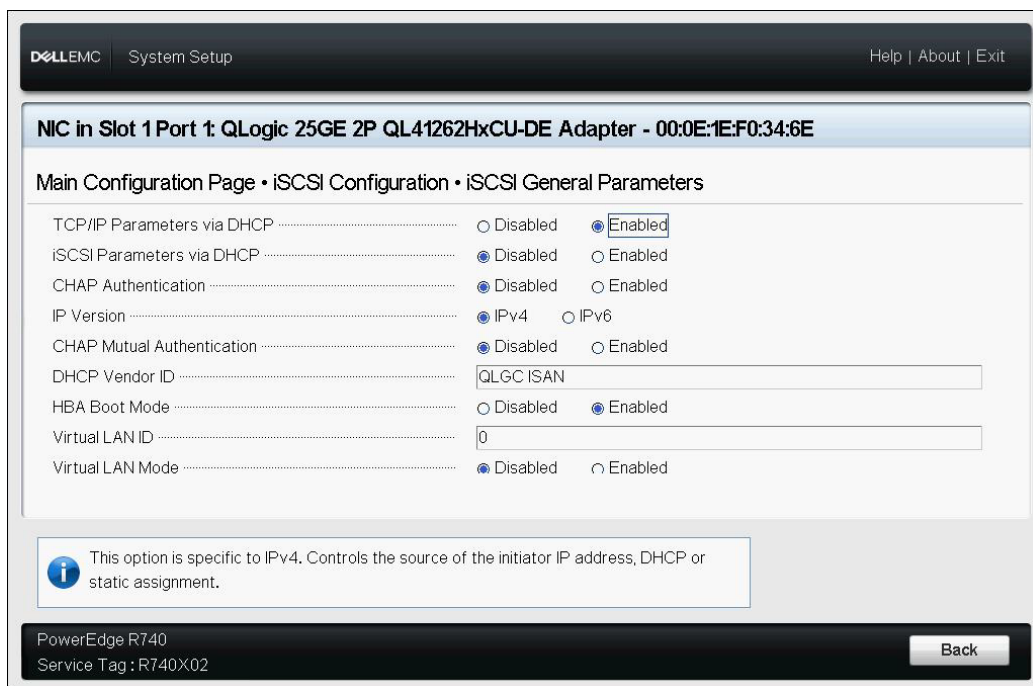 DELLEMC System Setup Help | About | Exit
NIC in Slot 1 Port 1: QLogic 25GE 2P QL41262HxCU-DE Adapter - 00:0E:1E:F0:34:6E
Main Configuration Page • iSCSI Configuration • iSCSI General Parameters
TCP/IP Parameters via DHCP Disabled Enabled
iSCSI Parameters via DHCP Disabled Enabled
CHAP Authentication Disabled Enabled
IP Version IPv4 IPv6
CHAP Mutual Authentication Disabled Enabled
DHCP Vendor ID QLGC ISAN
HBA Boot Mode Disabled Enabled
Virtual LAN ID 0
Virtual LAN Mode Disabled Enabled
This option is specific to IPv4. Controls the source of the initiator IP address, DHCP or
static assignment.
PowerEdge R740
Service Tag : R740X02
Back